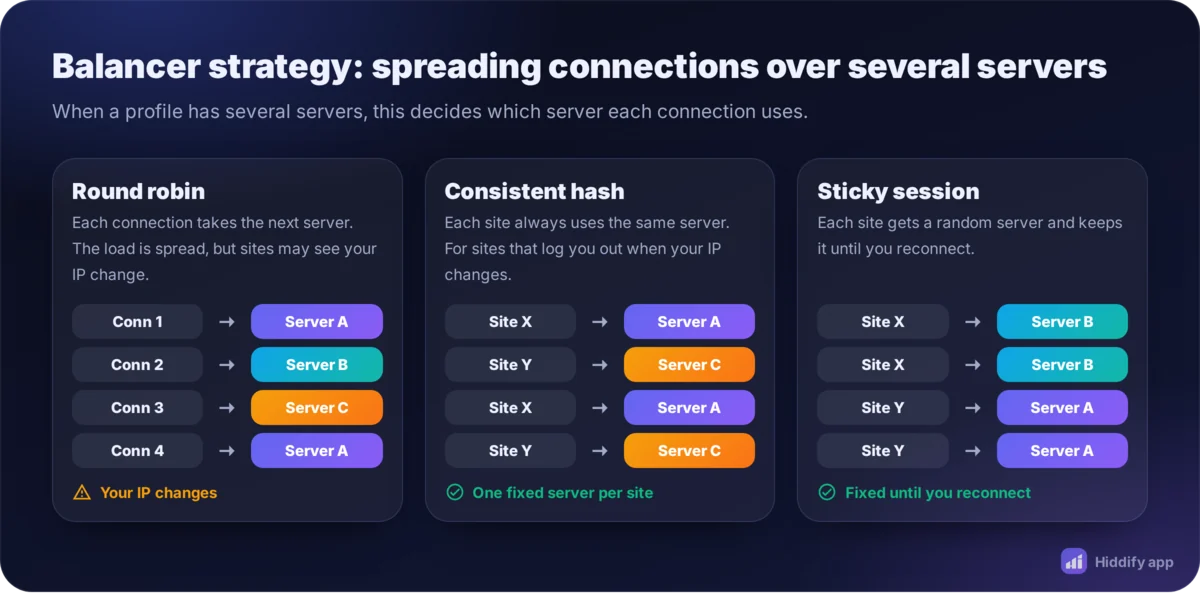 Balancer strategy: spreading connections over several servers
When a profile has several servers, this decides which server each connection uses.
Round robin
Each connection takes the next server.
The load is spread, but sites may see your
IP change.
Conn 1 → Server A
Conn 2 → Server B
Conn 3 → Server C
Conn 4 → Server A
Your IP changes
Consistent hash
Each site always uses the same server.
For sites that log you out when your IP
changes.
Site X → Server A
Site Y → Server C
Site X → Server A
Site Y → Server C
One fixed server per site
Sticky session
Each site gets a random server and keeps
it until you reconnect.
Site X → Server B
Site X → Server B
Site Y → Server A
Site Y → Server A
Fixed until you reconnect
Hiddify app